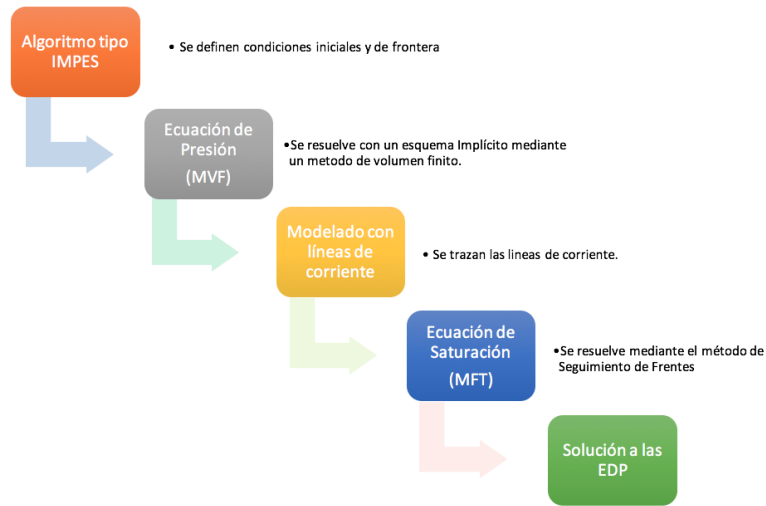 Algoritmo tipo
IMPES
• Se definen condiciones iniciales y de frontera
Ecuación de
Presión
(MVF)
•Se resuelve con un esquema Implícito mediante
un metodo de volumen finito.
Modelado con
líneas de
corriente
• Se trazan las lineas de corriente.
Ecuación de
Saturación
(MFT)
•Se resuelve mediante el método de
Seguimiento de Frentes
Solución a las
EDP